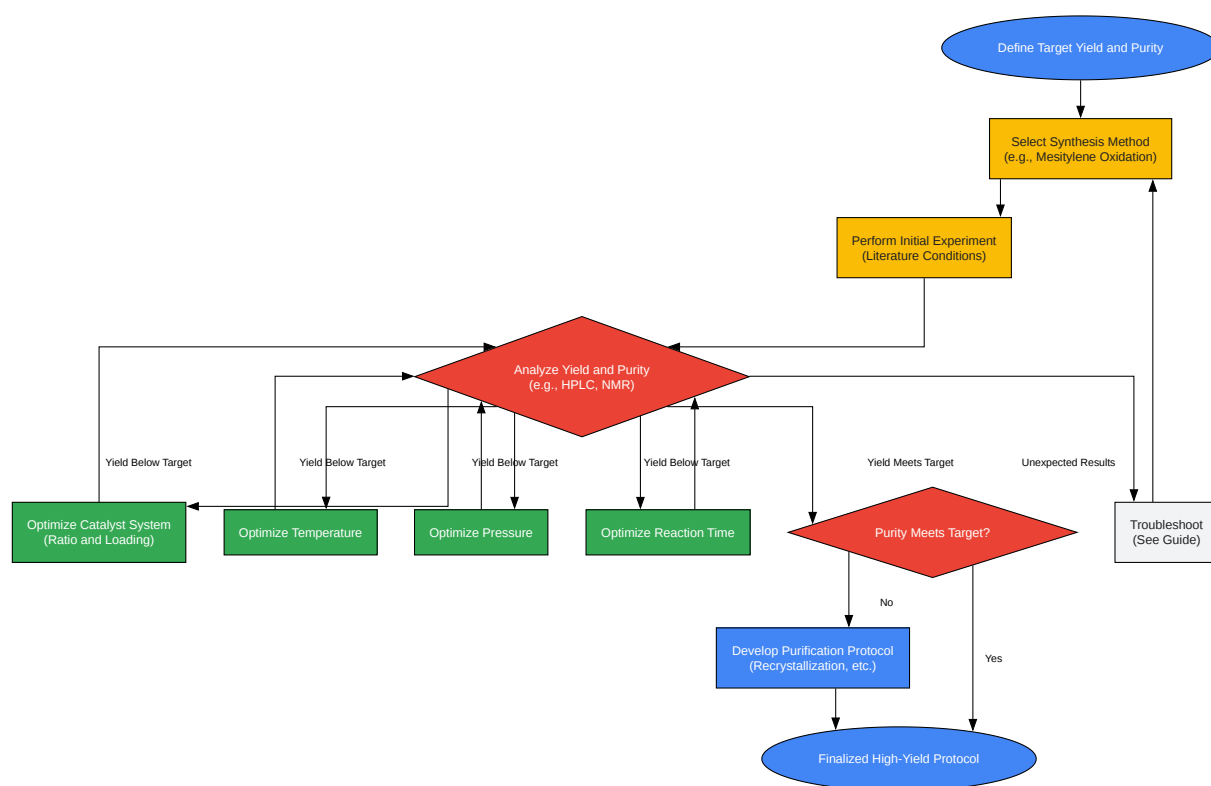 Define Target Yield and Purity
Select Synthesis Method
(e.g., Mesitylene Oxidation)
Perform Initial Experiment
(Literature Conditions)
Analyze Yield and Purity
(e.g., HPLC, NMR)
Yield Below Target
Yield Below Target
Yield Below Target
Yield Below Target
Yield Meets Target
Unexpected Results
Optimize Catalyst System
(Ratio and Loading)
Optimize Temperature
Optimize Pressure
Optimize Reaction Time
Purity Meets Target?
Troubleshoot
(See Guide)
No
Develop Purification Protocol
(Recrystallization, etc.)
Yes
Finalized High-Yield Protocol